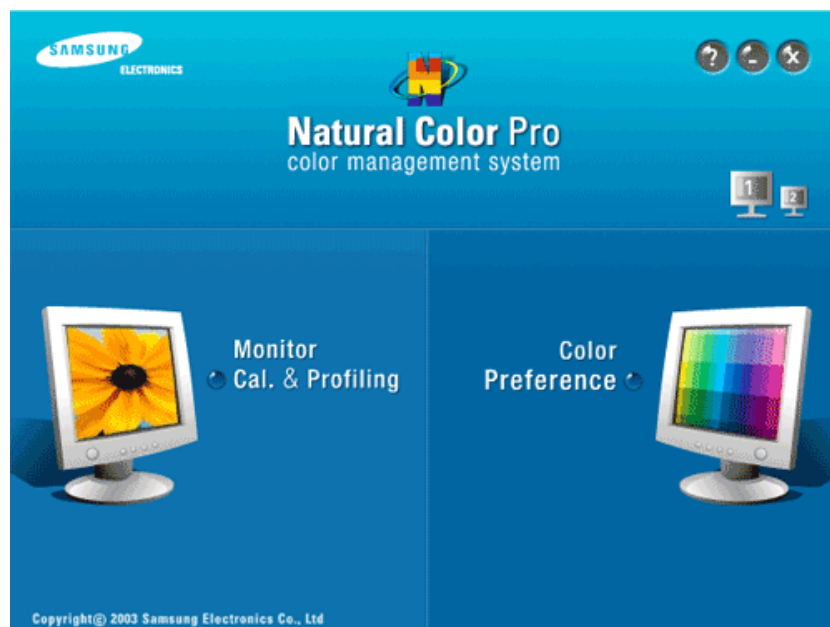 SAMSUNG
ELECTRONICS
? - x
N
Natural Color Pro
color management system
1 2
Monitor
Cal. & Profiling
Color
Preference
Copyright© 2003 Samsung Electronics Co., Ltd